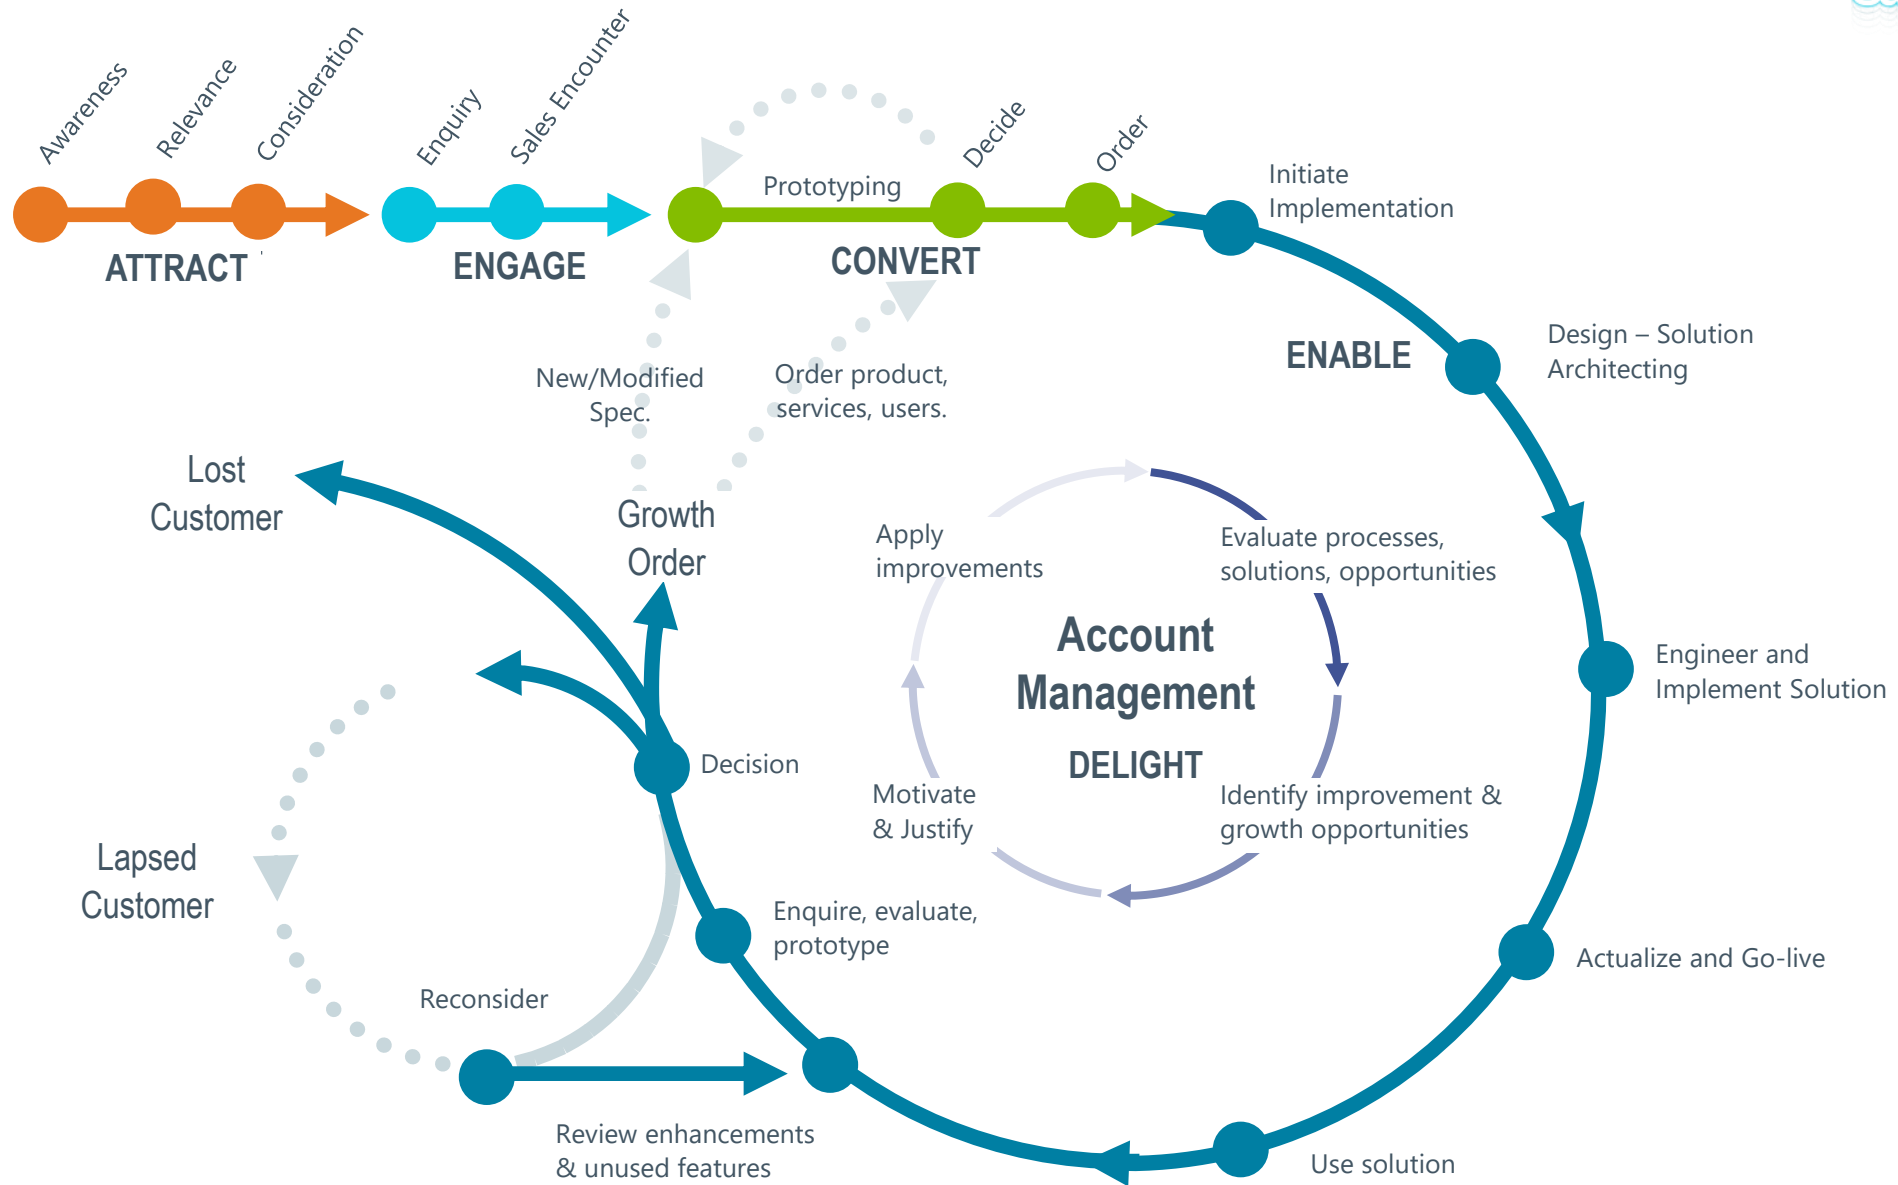 Awareness
Relevance
Consideration
Enquiry
Sales Encounter
Decide
Order
Prototyping
ATTRACT
ENGAGE
CONVERT
Initiate
Implementation
ENABLE
Design – Solution
Architecting
New/Modified
Spec.
Order product,
services, users.
Lost
Customer
Growth
Order
Apply
improvements
Evaluate processes,
solutions, opportunities
Account
Management
DELIGHT
Engineer and
Implement Solution
Decision
Motivate
& Justify
Identify improvement &
growth opportunities
Lapsed
Customer
Enquire, evaluate,
prototype
Actualize and Go-live
Reconsider
Review enhancements
& unused features
Use solution